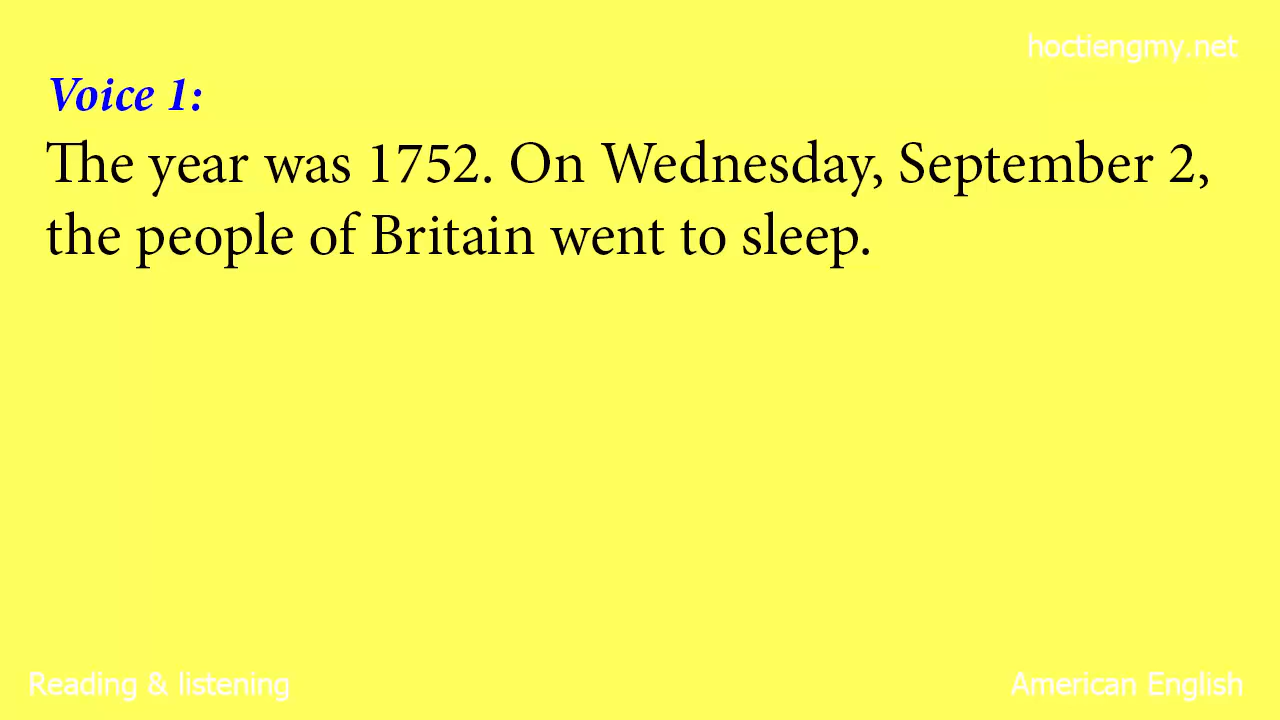 hoctiengmy.net
Voice 1:
The year was 1752. On Wednesday, September 2,
the people of Britain went to sleep.
Reading & listening
American English